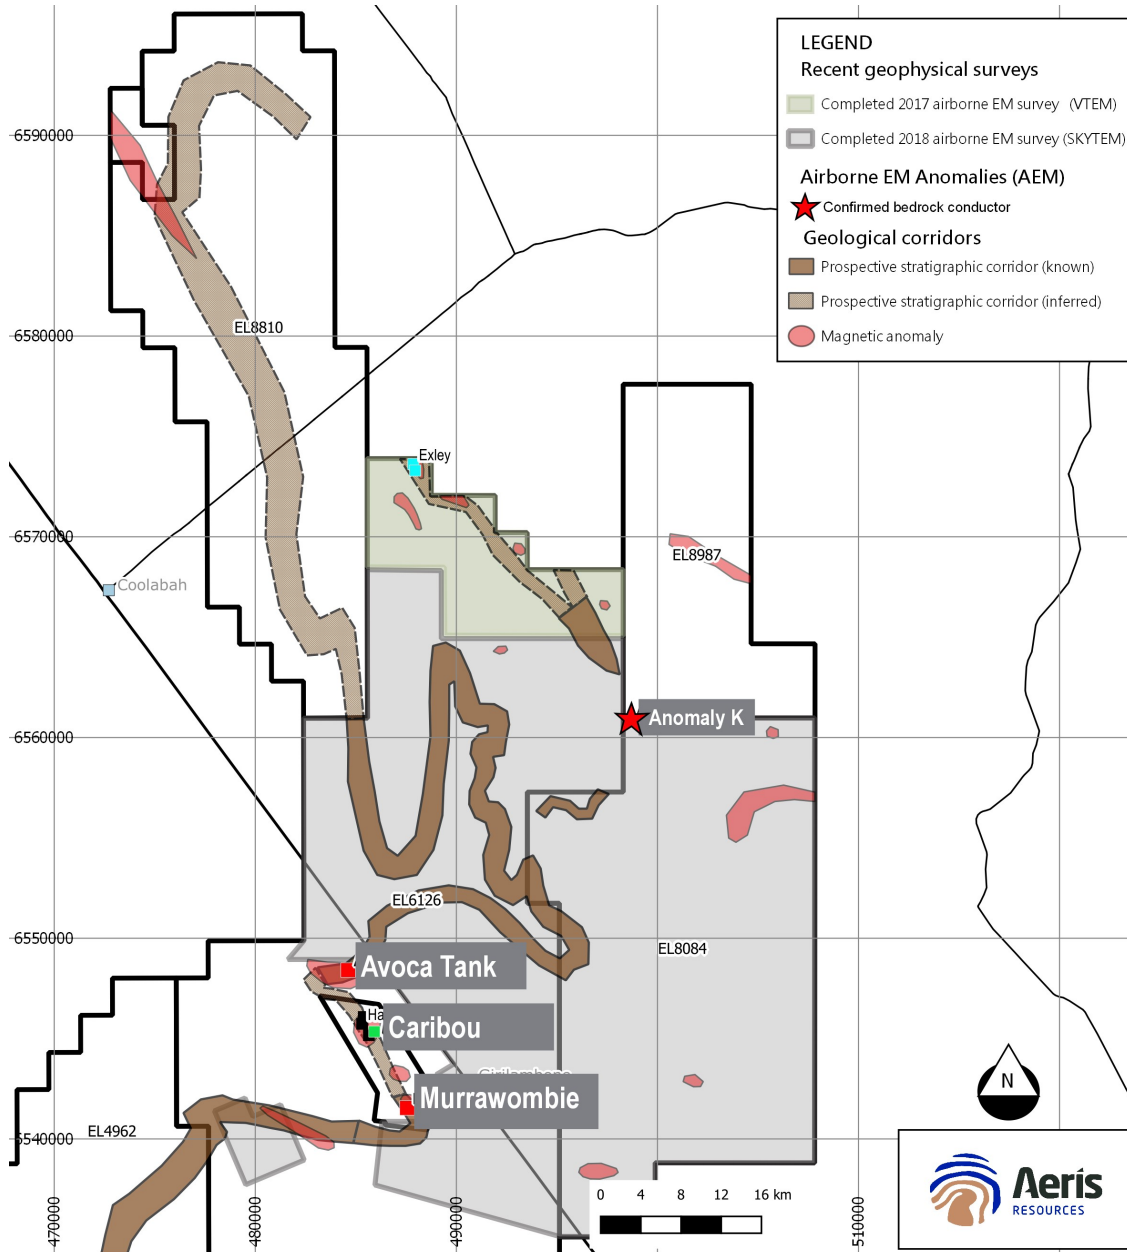 LEGEND
Recent geophysical surveys
Completed 2017 airborne EM survey (VTEM)
Completed 2018 airborne EM survey (SKYTEM)
Airborne EM Anomalies (AEM)
Confirmed bedrock conductor
Geological corridors
Prospective stratigraphic corridor (known)
Prospective stratigraphic corridor (inferred)
Magnetic anomaly
6590000
6580000
EL8810
Exley
6570000
EL8987
Coolabah
Anomaly K
6560000
EL6126
6550000
EL8084
Avoca Tank
Ha
Caribou
Murrawombie
EL4962
6540000
N
0 4 8 12 16 km
470000
480000
490000
510000
Aeris
RESOURCES